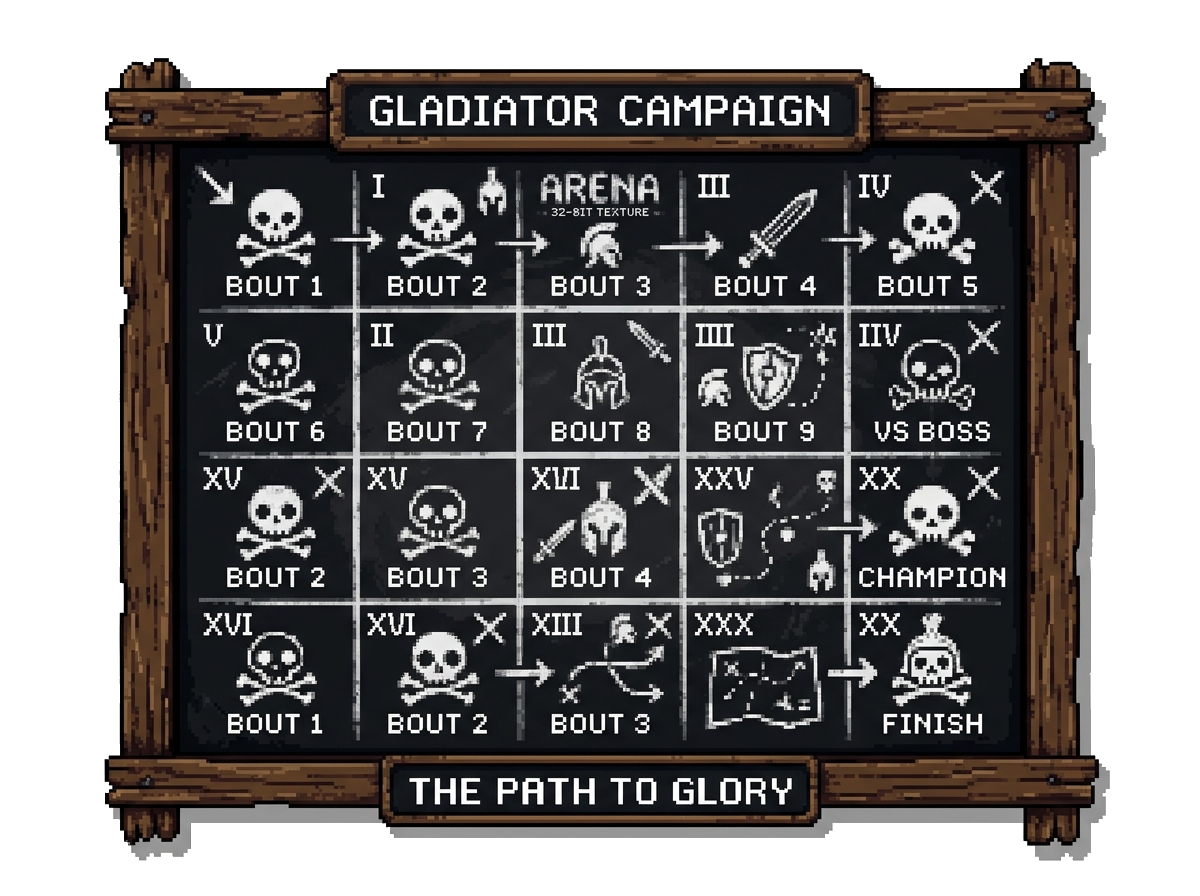 GLADIATOR CAMPAIGN
I
ARENA
32-8IT TEXTURE
III
IV
BOUT 1
BOUT 2
BOUT 3
BOUT 4
BOUT 5
V
II
III
IIII
IIV
BOUT 6
BOUT 7
BOUT 8
BOUT 9
VS BOSS
XV
XV
XVI
XXV
XX
BOUT 2
BOUT 3
BOUT 4
CHAMPION
XVI
XVI
XIII
XXX
XX
BOUT 1
BOUT 2
BOUT 3
FINISH
THE PATH TO GLORY